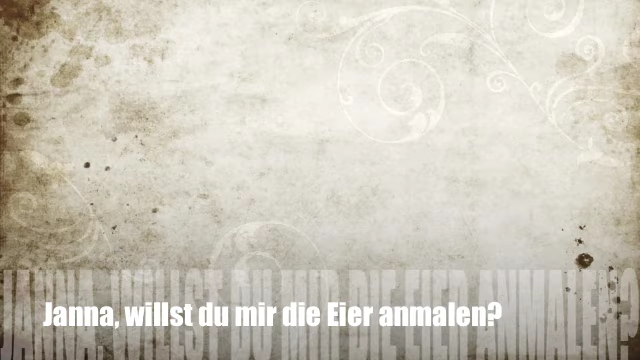 JANNA, WILLST DU MIR DIE EIER ANMALEN?
Janna, willst du mir die Eier anmalen?